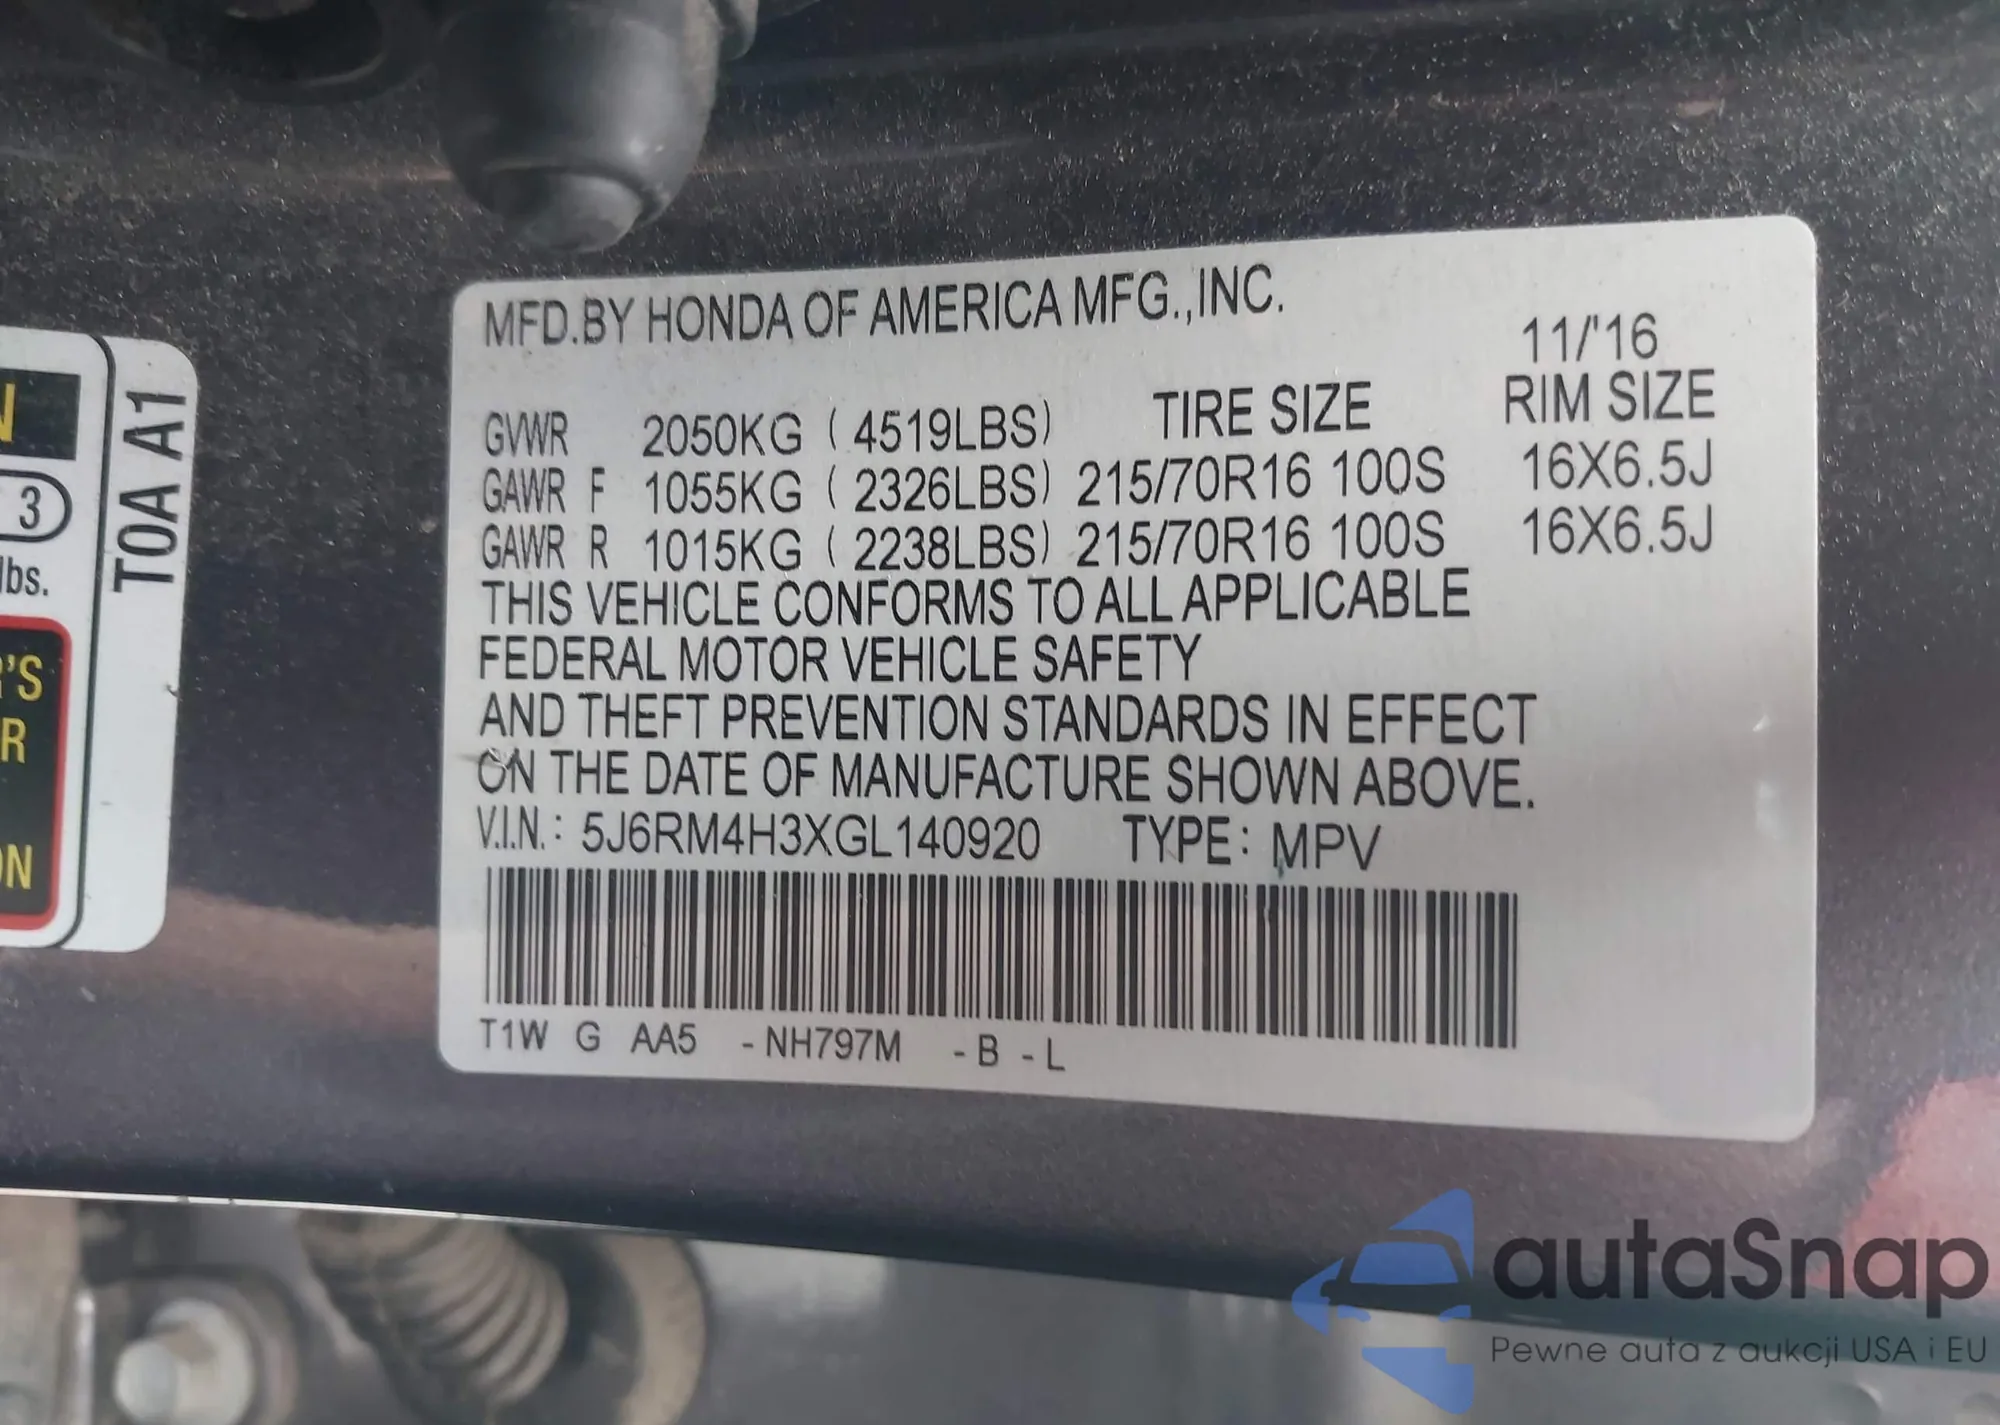 MFD.BY HONDA OF AMERICA MFG.,INC.
11/'16
GVWR 2050KG ( 4519LBS) TIRE SIZE RIM SIZE
GAWR F 1055KG ( 2326LBS) 215/70R16 100S 16X6.5J
GAWR R 1015KG ( 2238LBS) 215/70R16 100S 16X6.5J
THIS VEHICLE CONFORMS TO ALL APPLICABLE
FEDERAL MOTOR VEHICLE SAFETY
AND THEFT PREVENTION STANDARDS IN EFFECT
ON THE DATE OF MANUFACTURE SHOWN ABOVE.
V.I.N.: 5J6RM4H3XGL140920 TYPE: MPV
T1W G AA5 -NH797M -B -L
T0A A1
3
lbs.
'S
R
N
autaSnap
Pewne auta z aukcji USA i EU